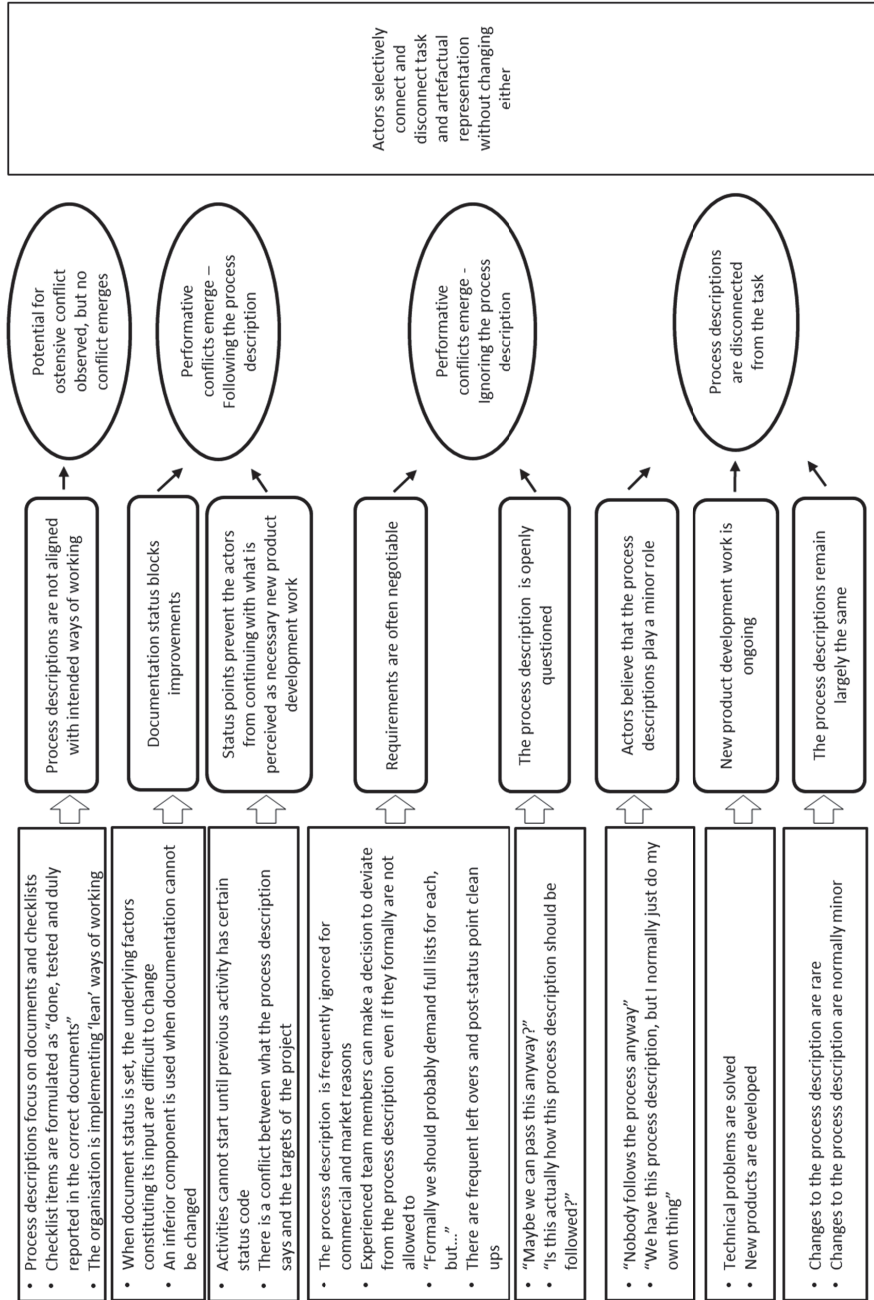 • Process descriptions focus on documents and checklists
• Checklist items are formulated as “done, tested and duly
reported in the correct documents”
• The organisation is implementing ‘lean’ ways of working
• When document status is set, the underlying factors
constituting its input are difficult to change
• An inferior component is used when documentation cannot
be changed
• Activities cannot start until previous activity has certain
status code
• There is a conflict between what the process description
says and the targets of the project
• The process description is frequently ignored for
commercial and market reasons
• Experienced team members can make a decision to deviate
from the process description even if they formally are not
allowed to
• “Formally we should probably demand full lists for each,
but...”
• There are frequent left overs and post-status point clean
ups
• “Maybe we can pass this anyway?”
• “Is this actually how this process description should be
followed?”
• “Nobody follows the process anyway”
• “We have this process description, but I normally just do my
own thing”
• Technical problems are solved
• New products are developed
• Changes to the process description are rare
• Changes to the process description are normally minor
Process descriptions are not aligned
with intended ways of working
Documentation status blocks
improvements
Status points prevent the actors
from continuing with what is
perceived as necessary new product
development work
Requirements are often negotiable
The process description is openly
questioned
Actors believe that the process
descriptions play a minor role
New product development work is
ongoing
The process descriptions remain
largely the same
Potential for
ostensive conflict
observed, but no
conflict emerges
Performative
conflicts emerge –
Following the process
description
Performative
conflicts emerge -
Ignoring the process
description
Process descriptions
are disconnected
from the task
Actors selectively
connect and
disconnect task
and artefactual
representation
without changing
either